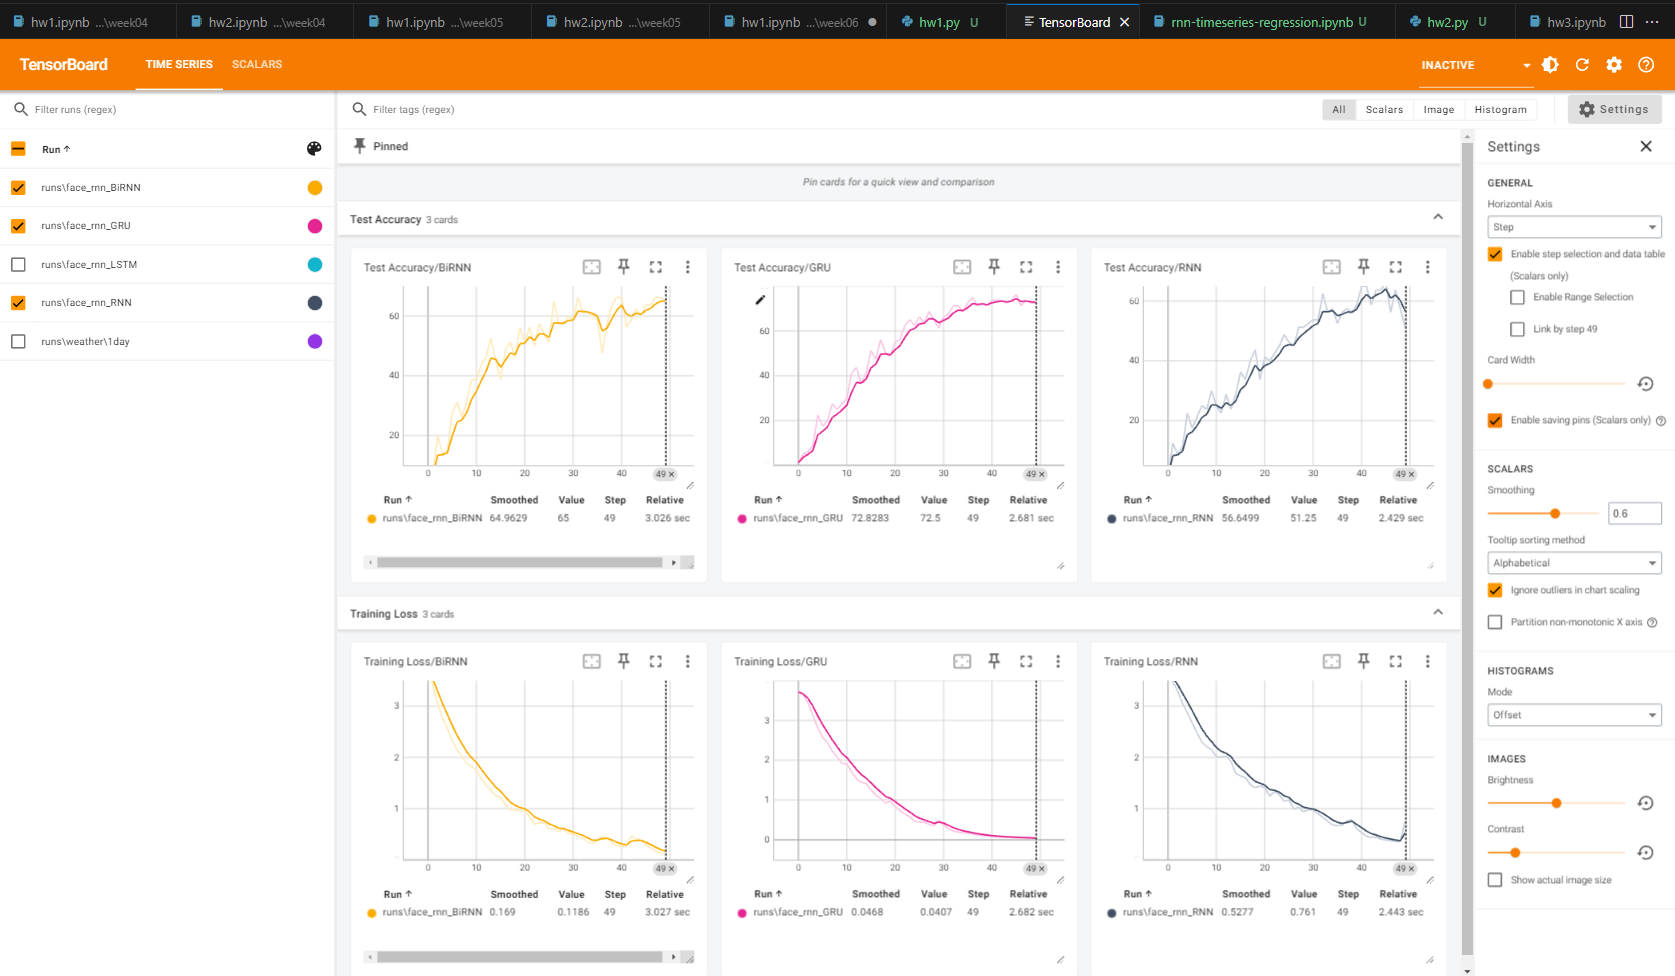 hw1.ipynb ...\week04 hw2.ipynb ...\week04 hw1.ipynb ...\week05 hw2.ipynb ...\week05 hw1.ipynb ...\week06 hw1.py U TensorBoard rnn-timeseries-regression.ipynb U hw2.py U hw3.ipynb
TensorBoard TIME SERIES SCALARS INACTIVE
Filter runs (regex)
Run
runs\face_rnn_BiRNN
runs\face_rnn_GRU
runs\face_rnn_LSTM
runs\face_rnn_RNN
runs\weather\1day
Filter tags (regex) All Scalars Image Histogram Settings
Pinned
Pin cards for a quick view and comparison
Test Accuracy 3 cards
Test Accuracy/BiRNN
60
40
20
0 10 20 30 40 49
Run Smoothed Value Step Relative
runs\face_rnn_BiRNN 64.9629 65 49 3.026 sec
Test Accuracy/GRU
60
40
20
0 10 20 30 40 49
Run Smoothed Value Step Relative
runs\face_rnn_GRU 72.8283 72.5 49 2.681 sec
Test Accuracy/RNN
60
40
20
0 10 20 30 40 49
Run Smoothed Value Step Relative
runs\face_rnn_RNN 56.6499 51.25 49 2.429 sec
Training Loss 3 cards
Training Loss/BiRNN
3
2
1
0 10 20 30 40 49
Run Smoothed Value Step Relative
runs\face_rnn_BiRNN 0.169 0.1186 49 3.027 sec
Training Loss/GRU
3
2
1
0
0 10 20 30 40 49
Run Smoothed Value Step Relative
runs\face_rnn_GRU 0.0468 0.0407 49 2.682 sec
Training Loss/RNN
3
2
1
0 10 20 30 40 49
Run Smoothed Value Step Relative
runs\face_rnn_RNN 0.5277 0.761 49 2.443 sec
Settings
GENERAL
Horizontal Axis
Step
Enable step selection and data table
(Scalars only)
Enable Range Selection
Link by step 49
Card Width
Enable saving pins (Scalars only)
SCALARS
Smoothing
0.6
Tooltip sorting method
Alphabetical
Ignore outliers in chart scaling
Partition non-monotonic X axis
HISTOGRAMS
Mode
Offset
IMAGES
Brightness
Contrast
Show actual image size